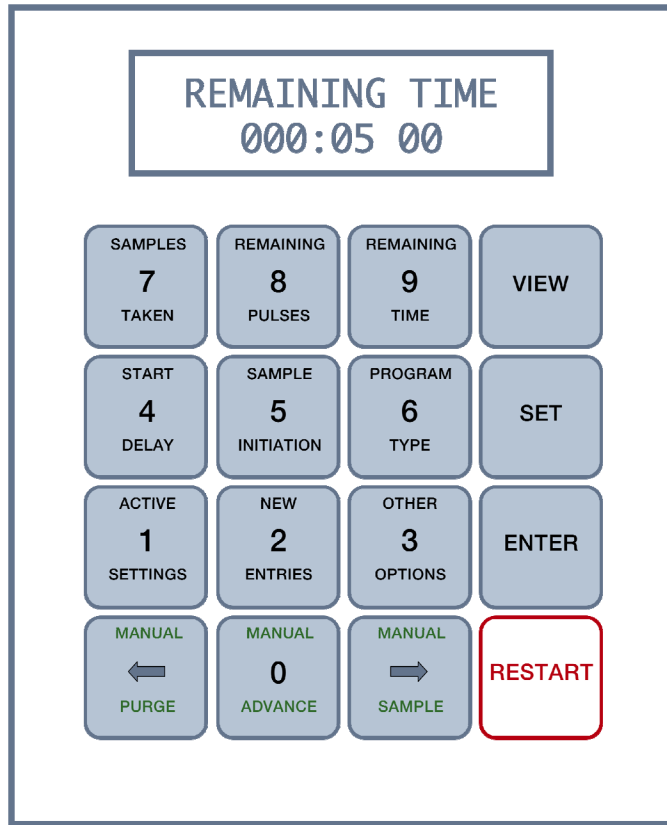 REMAINING TIME
000:05 00
SAMPLES
7
TAKEN
REMAINING
8
PULSES
REMAINING
9
TIME
VIEW
START
4
DELAY
SAMPLE
5
INITIATION
PROGRAM
6
TYPE
SET
ACTIVE
1
SETTINGS
NEW
2
ENTRIES
OTHER
3
OPTIONS
ENTER
MANUAL
PURGE
MANUAL
0
ADVANCE
MANUAL
SAMPLE
RESTART